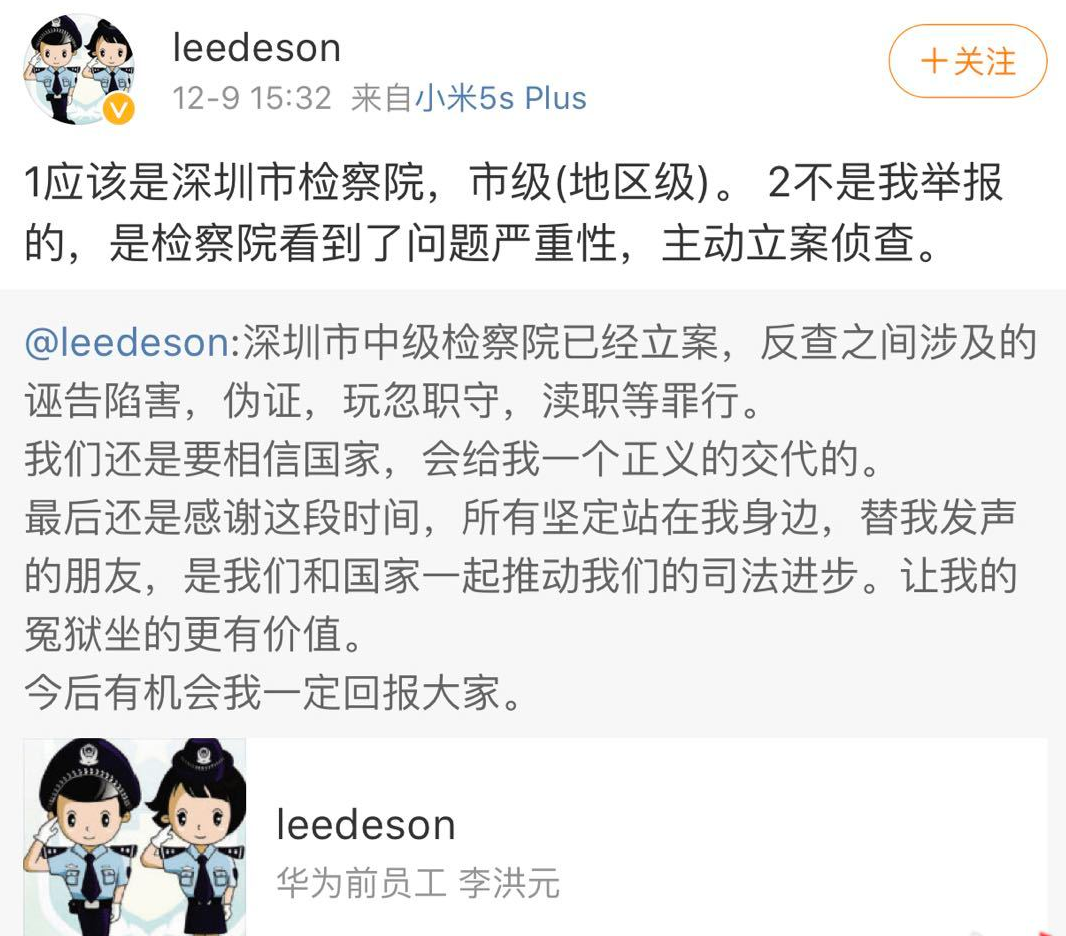 leedeson
12-9 15:32 来自小米5s Plus
+关注
1应该是深圳市检察院，市级(地区级)。 2不是我举报
的，是检察院看到了问题严重性，主动立案侦查。
@leedeson:深圳市中级检察院已经立案，反查之间涉及的
诬告陷害，伪证，玩忽职守，渎职等罪行。
我们还是要相信国家，会给我一个正义的交代的。
最后还是感谢这段时间，所有坚定站在我身边，替我发声
的朋友，是我们和国家一起推动我们的司法进步。让我的
冤狱坐的更有价值。
今后有机会我一定回报大家。
leedeson
华为前员工 李洪元